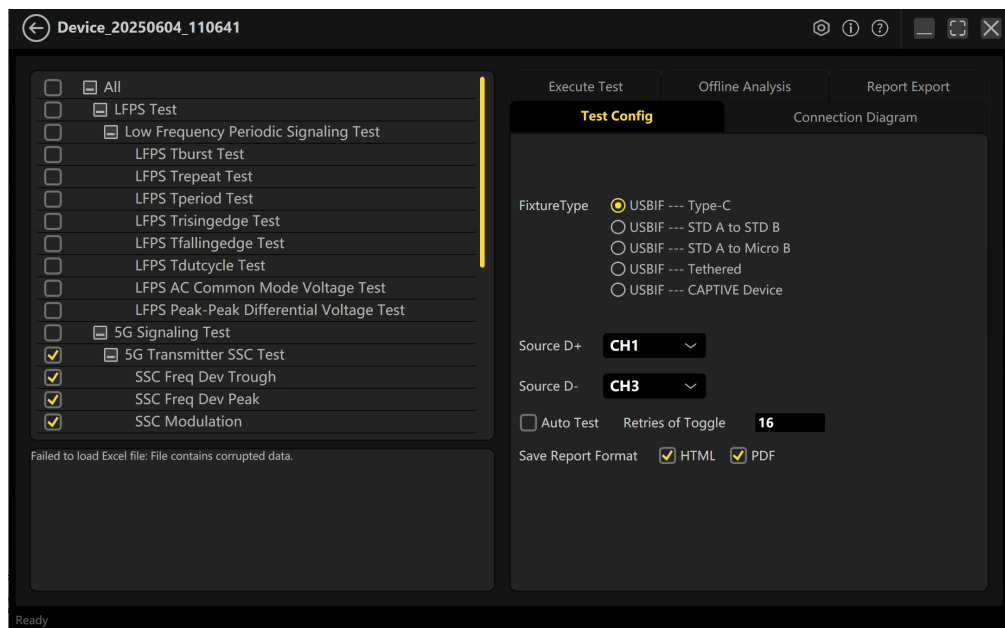 Device_20250604_110641
All
LFPS Test
Low Frequency Periodic Signaling Test
LFPS Tburst Test
LFPS Trepeat Test
LFPS Tperiod Test
LFPS Trisingedge Test
LFPS Tfallingedge Test
LFPS Tdutcycle Test
LFPS AC Common Mode Voltage Test
LFPS Peak-Peak Differential Voltage Test
5G Signaling Test
5G Transmitter SSC Test
SSC Freq Dev Trough
SSC Freq Dev Peak
SSC Modulation
Failed to load Excel file: File contains corrupted data.
Execute Test Offline Analysis Report Export
Test Config Connection Diagram
FixtureType USBIF --- Type-C
USBIF --- STD A to STD B
USBIF --- STD A to Micro B
USBIF --- Tethered
USBIF --- CAPTIVE Device
Source D+ CH1
Source D- CH3
Auto Test Retries of Toggle 16
Save Report Format HTML PDF
Ready